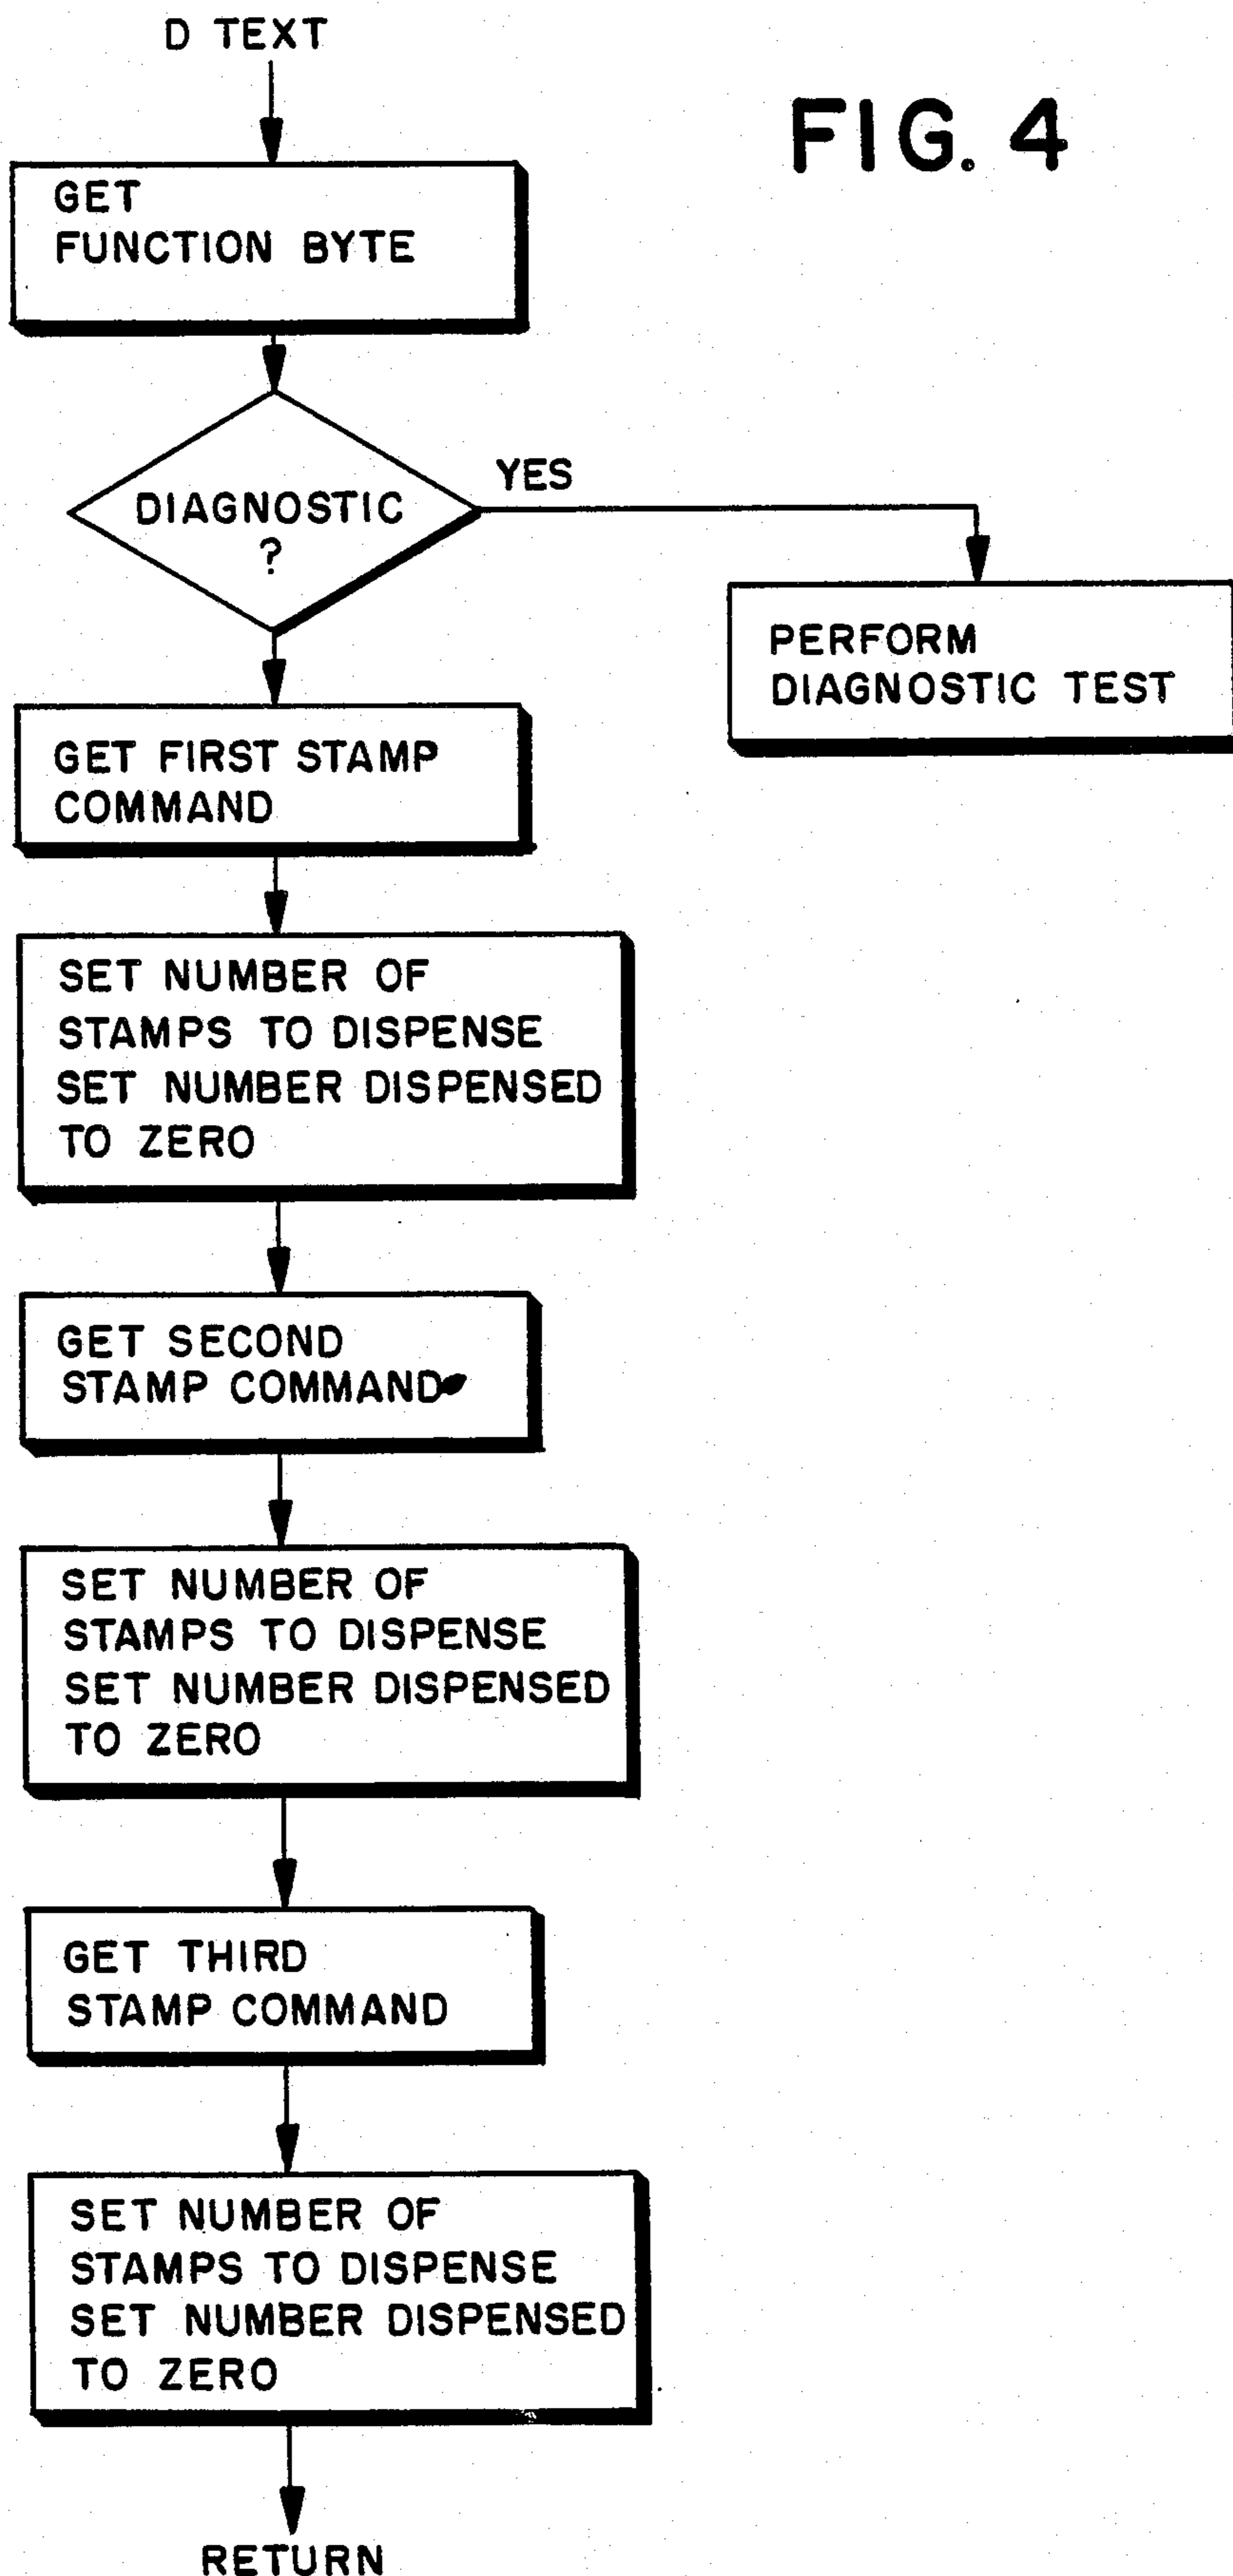 D TEXT
FIG. 4
GET
FUNCTION BYTE
DIAGNOSTIC
?
YES
PERFORM
DIAGNOSTIC TEST
GET FIRST STAMP
COMMAND
SET NUMBER OF
STAMPS TO DISPENSE
SET NUMBER DISPENSED
TO ZERO
GET SECOND
STAMP COMMAND
SET NUMBER OF
STAMPS TO DISPENSE
SET NUMBER DISPENSED
TO ZERO
GET THIRD
STAMP COMMAND
SET NUMBER OF
STAMPS TO DISPENSE
SET NUMBER DISPENSED
TO ZERO
RETURN